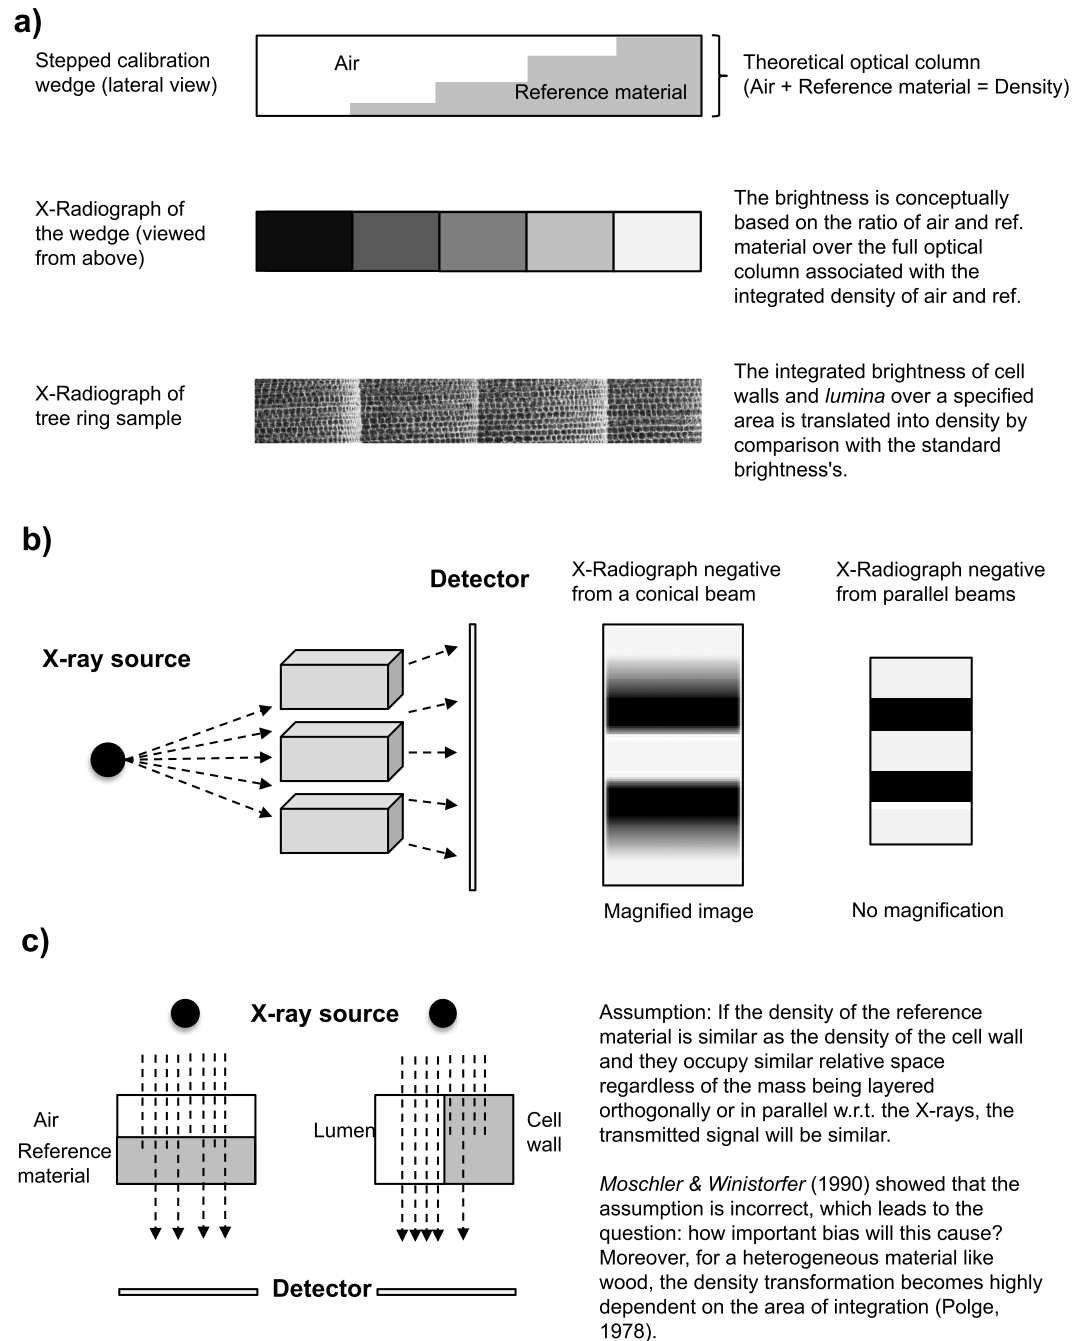 a)
Stepped calibration
wedge (lateral view)
Air
Reference material
Theoretical optical column
(Air + Reference material = Density)
X-Radiograph of
the wedge (viewed
from above)
The brightness is conceptually
based on the ratio of air and ref.
material over the full optical
column associated with the
integrated density of air and ref.
X-Radiograph of
tree ring sample
The integrated brightness of cell
walls and lumina over a specified
area is translated into density by
comparison with the standard
brightness's.
b)
X-ray source
Detector
X-Radiograph negative
from a conical beam
Magnified image
X-Radiograph negative
from parallel beams
No magnification
c)
X-ray source
Air
Reference
material
Lumen
Cell
wall
Detector
Assumption: If the density of the reference
material is similar as the density of the cell wall
and they occupy similar relative space
regardless of the mass being layered
orthogonally or in parallel w.r.t. the X-rays, the
transmitted signal will be similar.
Moschler & Winistorfer (1990) showed that the
assumption is incorrect, which leads to the
question: how important bias will this cause?
Moreover, for a heterogeneous material like
wood, the density transformation becomes highly
dependent on the area of integration (Polge,
1978).